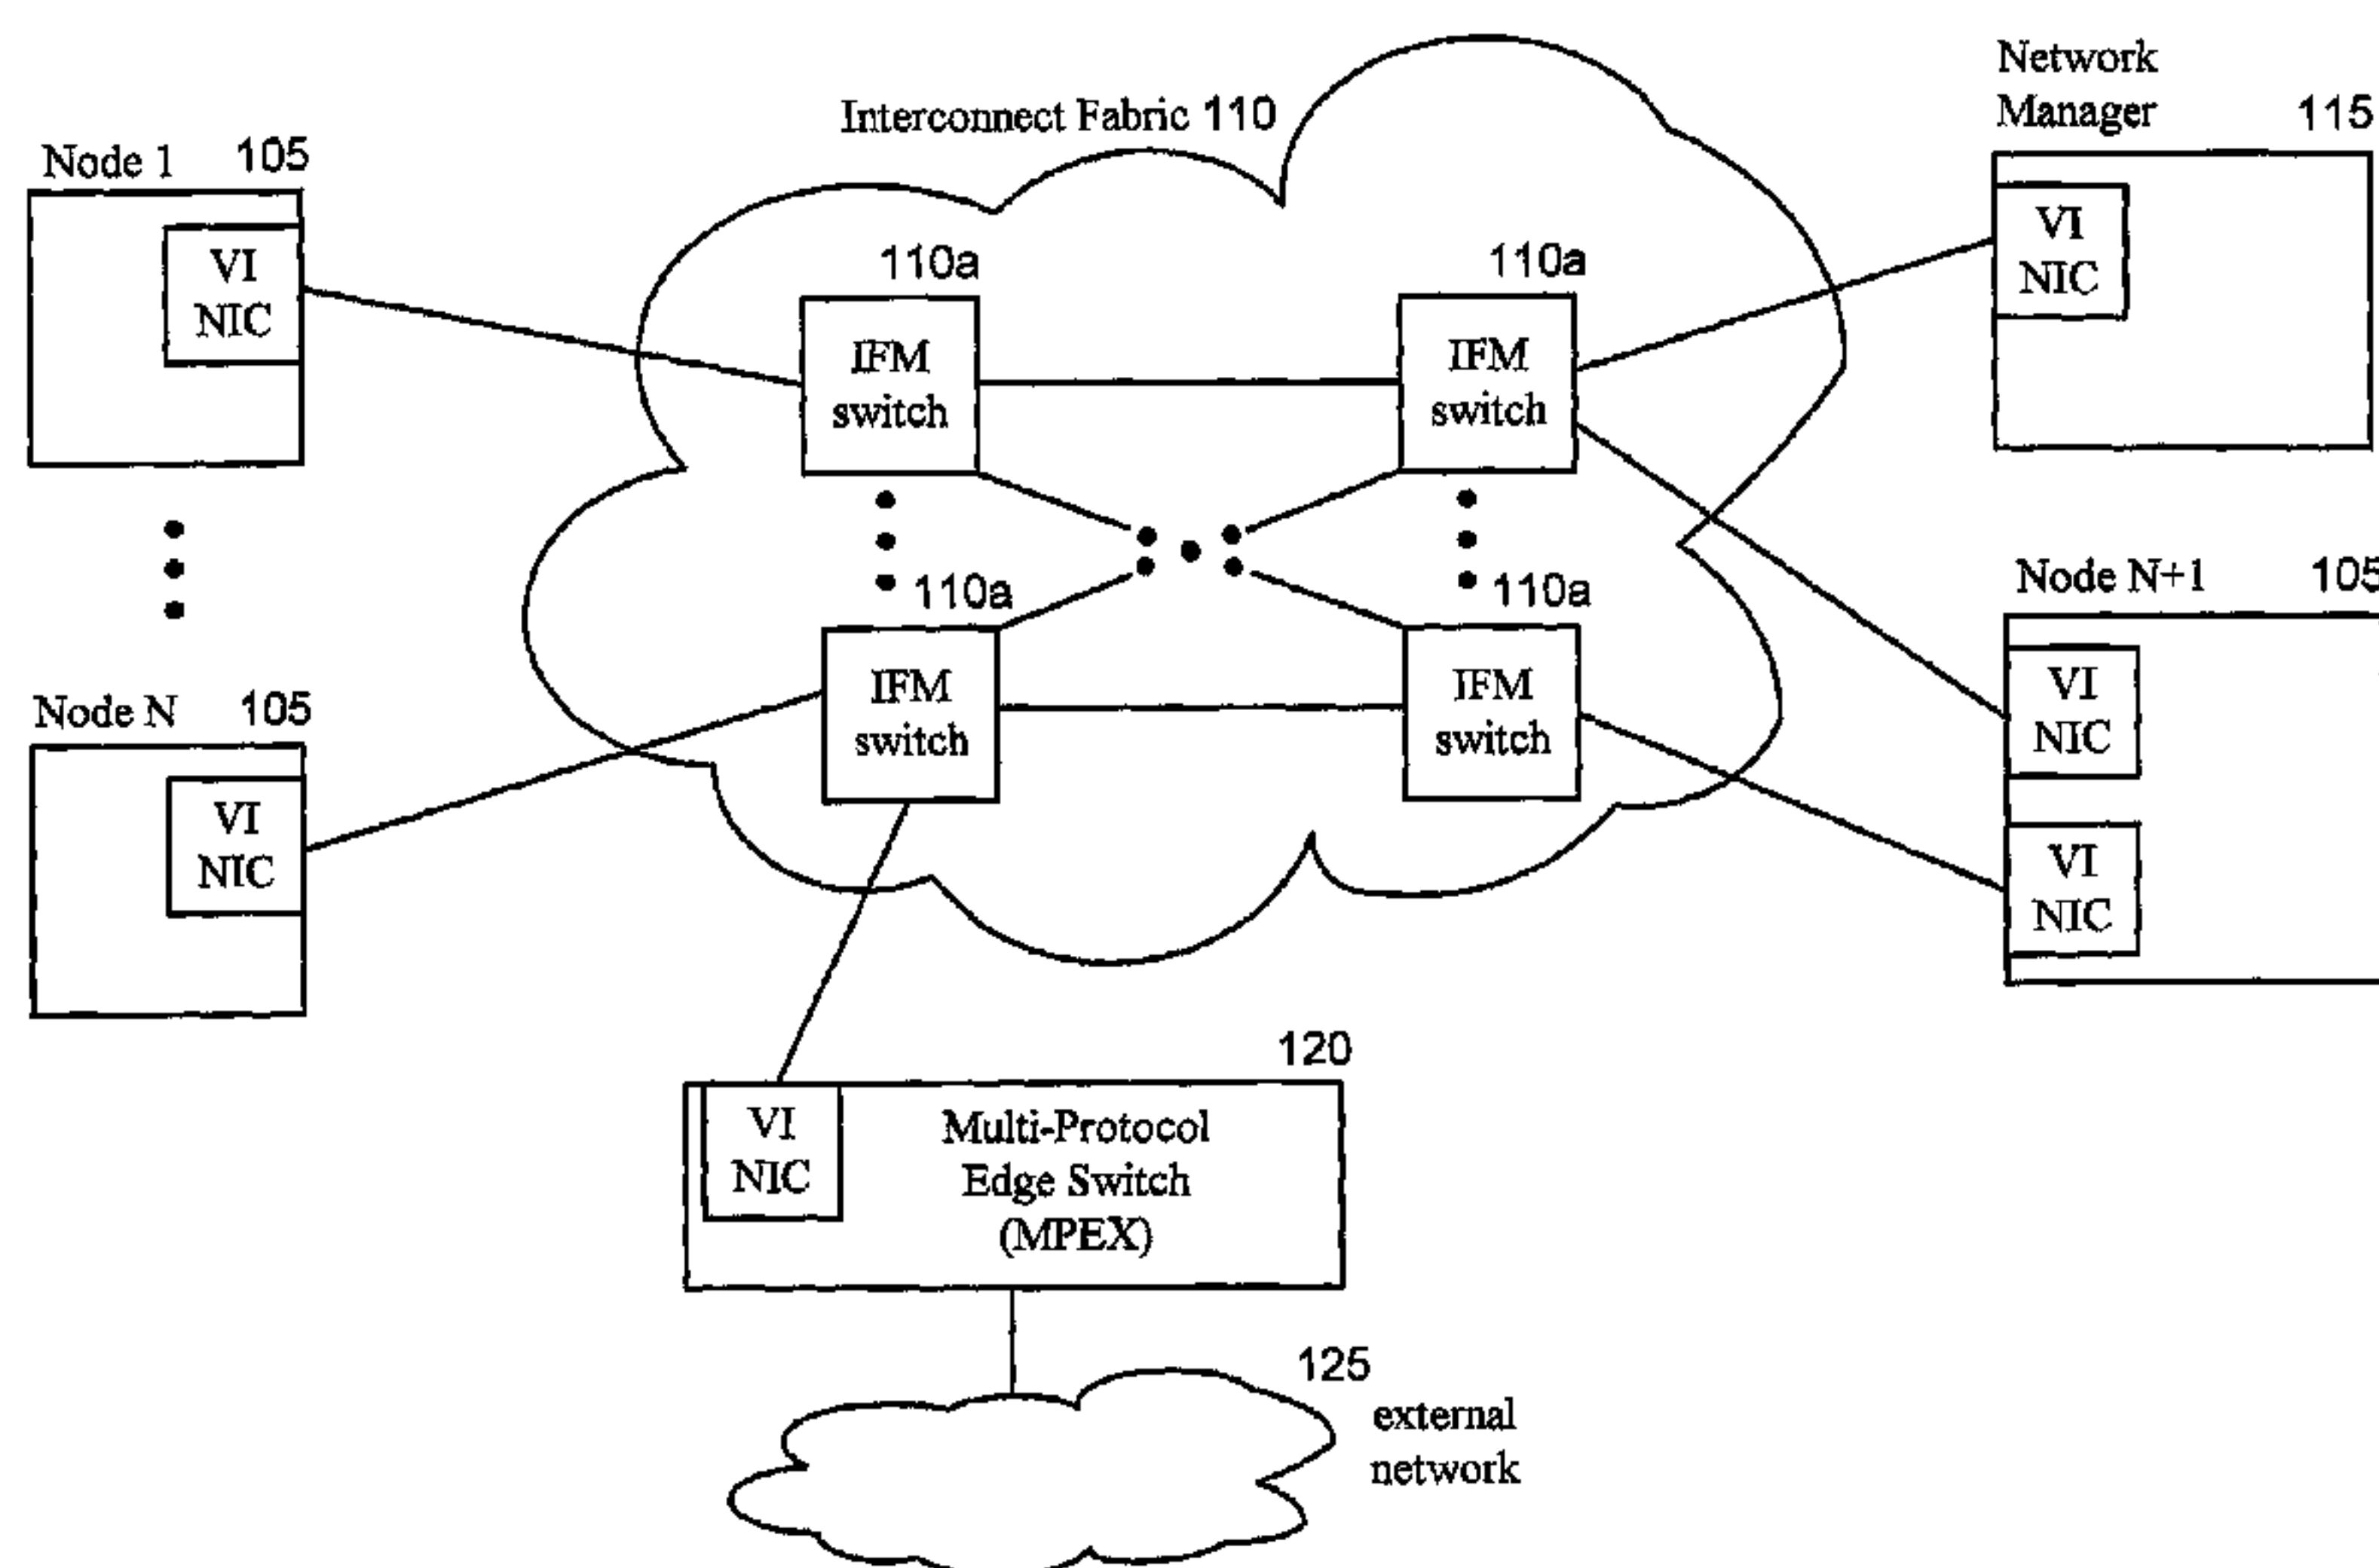 Network
Manager 115
Interconnect Fabric 110
Node 1 105
VI
NIC
110a
110a
VI
NIC
IFM
switch
IFM
switch
Node N+1 105
110a
110a
Node N 105
IFM
switch
IFM
switch
VI
NIC
VI
NIC
VI
NIC
120
VI
NIC
Multi-Protocol
Edge Switch
(MPEX)
125
external
network